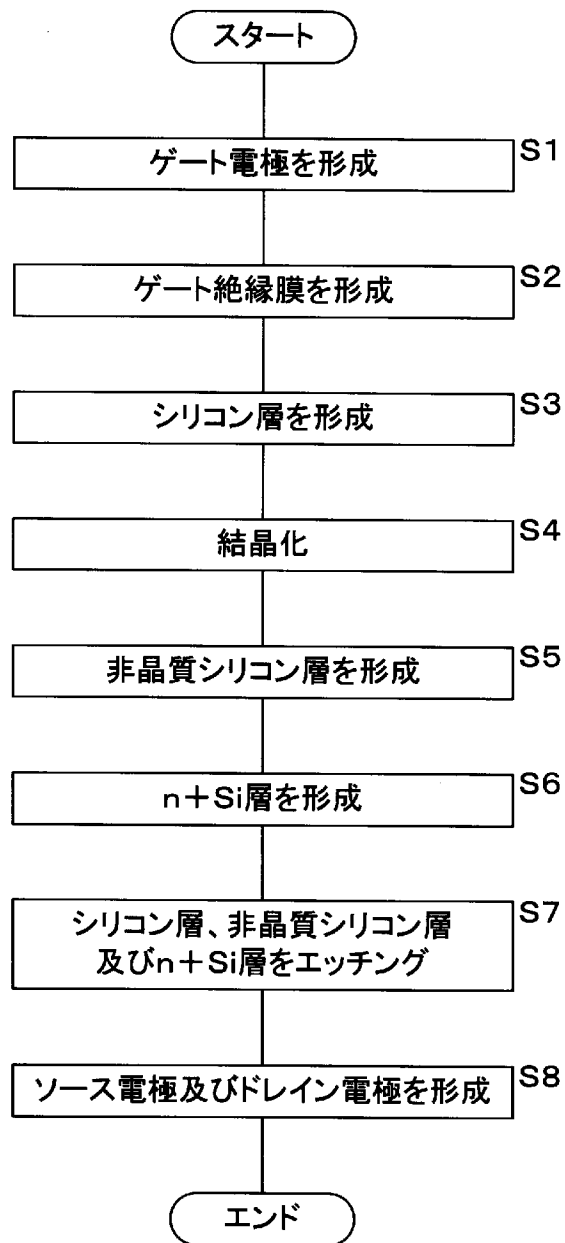 スタート
ゲート電極を形成 S1
ゲート絶縁膜を形成 S2
シリコン層を形成 S3
結晶化 S4
非晶質シリコン層を形成 S5
n+Si層を形成 S6
シリコン層、非晶質シリコン層 S7
及びn+Si層をエッチング
ソース電極及びドレイン電極を形成 S8
エンド